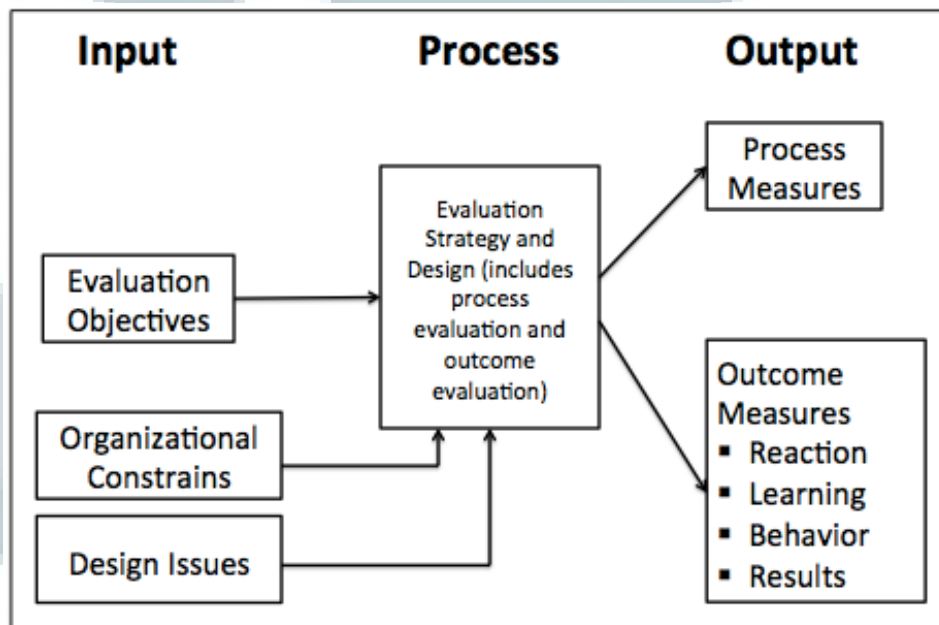 Input
Process
Output
Evaluation
Objectives
Organizational
Constrains
Design Issues
Evaluation
Strategy and
Design (includes
process
evaluation and
outcome
evaluation)
Process
Measures
Outcome
Measures
▪ Reaction
▪ Learning
▪ Behavior
▪ Results